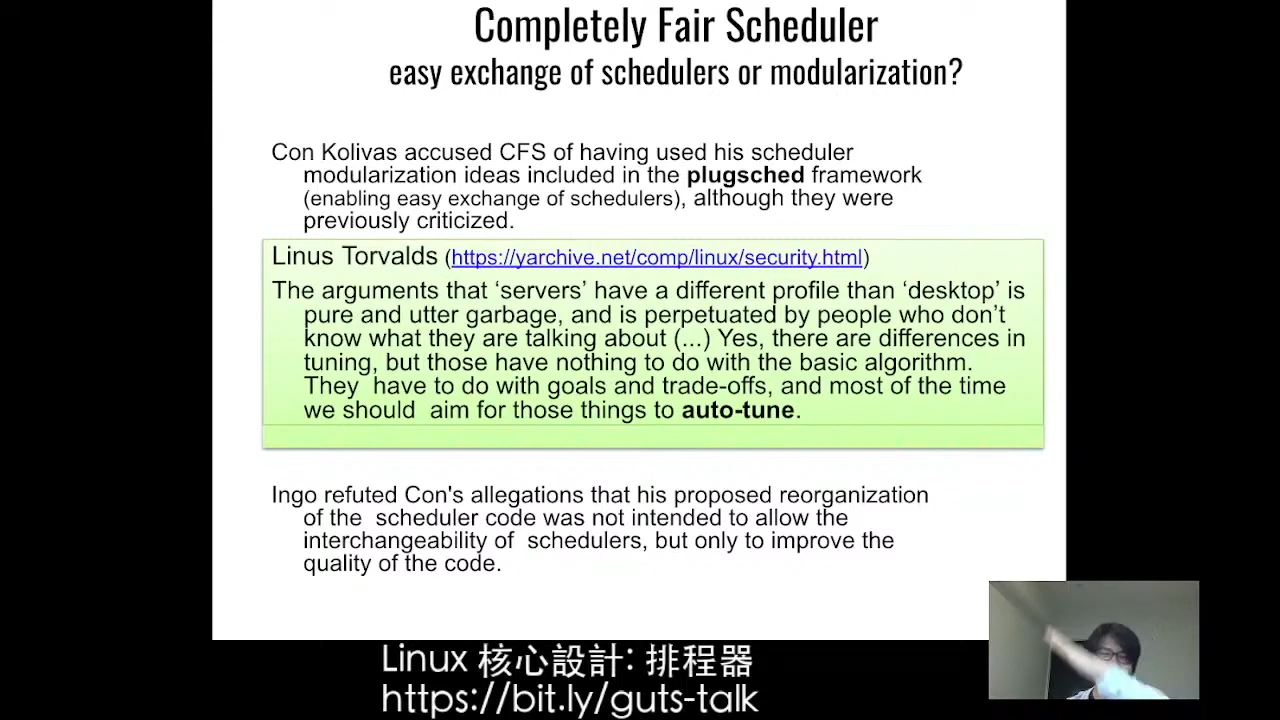 Completely Fair Scheduler
easy exchange of schedulers or modularization?
Con Kolivas accused CFS of having used his scheduler
modularization ideas included in the plugsched framework
(enabling easy exchange of schedulers), although they were
previously criticized.
Linus Torvalds (https://yarchive.net/comp/linux/security.html)
The arguments that ‘servers’ have a different profile than ‘desktop’ is
pure and utter garbage, and is perpetuated by people who don’t
know what they are talking about (...) Yes, there are differences in
tuning, but those have nothing to do with the basic algorithm.
They have to do with goals and trade-offs, and most of the time
we should aim for those things to auto-tune.
Ingo refuted Con's allegations that his proposed reorganization
of the scheduler code was not intended to allow the
interchangeability of schedulers, but only to improve the
quality of the code.
Linux 核心設計: 排程器
https://bit.ly/guts-talk